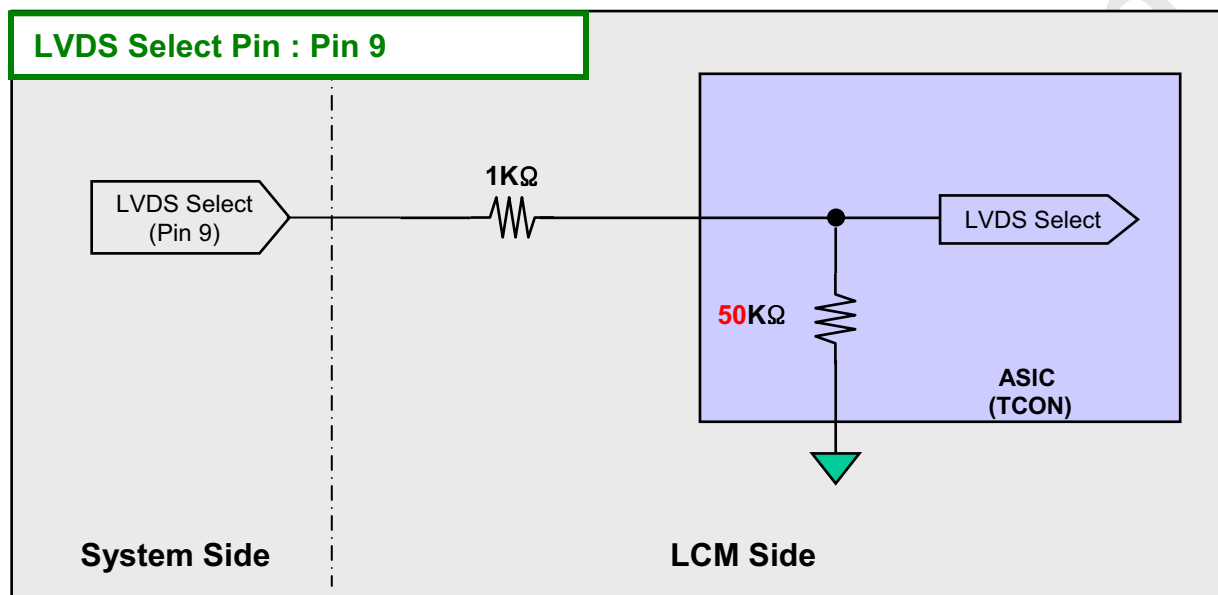 LVDS Select Pin : Pin 9
1KΩ
LVDS Select
(Pin 9)
LVDS Select
50KΩ
ASIC
(TCON)
System Side
LCM Side